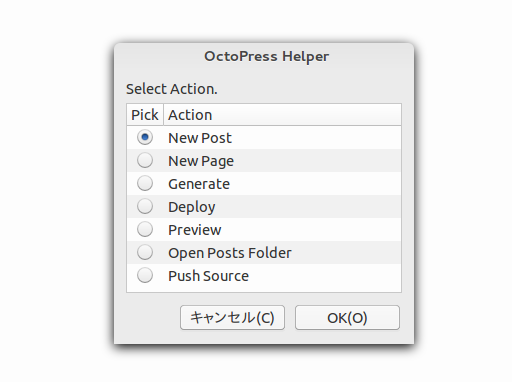 OctoPress Helper
Select Action.
Pick Action
New Post
New Page
Generate
Deploy
Preview
Open Posts Folder
Push Source
キャンセル(C) OK(O)